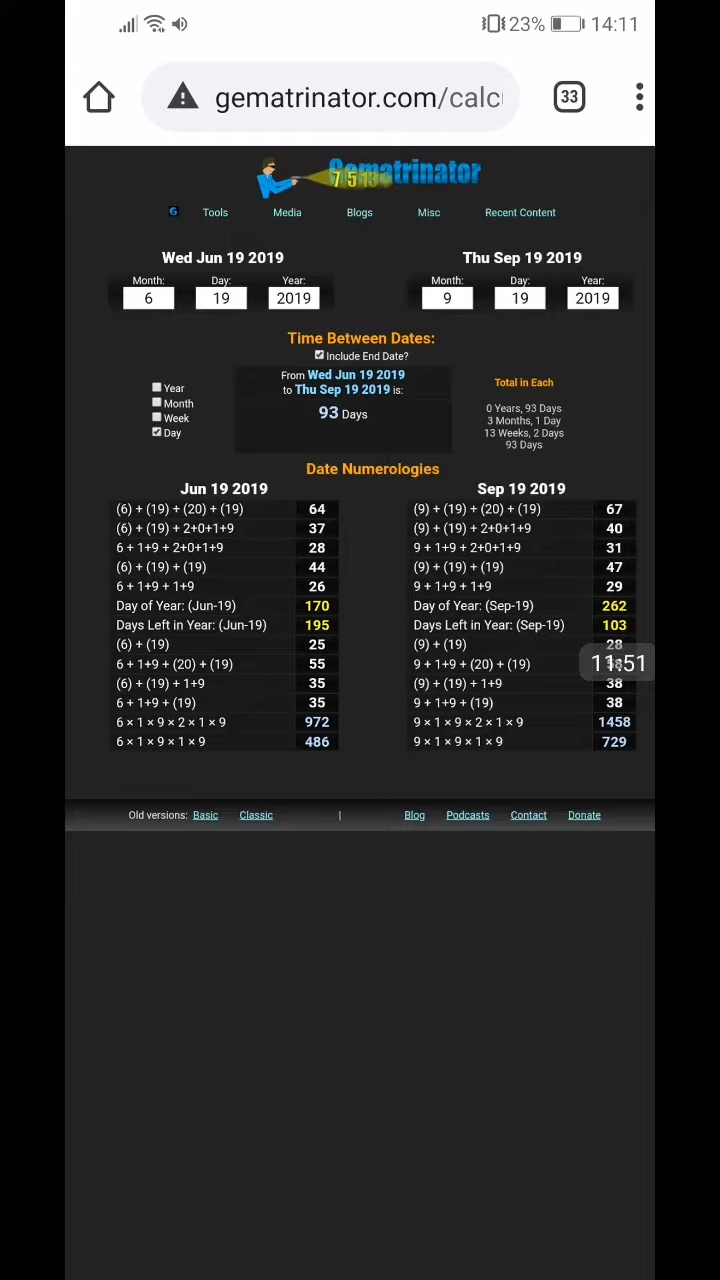 23% 14:11
gematrinator.com/calc
33
Gematrinator
7 5 13
G Tools Media Blogs Misc Recent Content
Wed Jun 19 2019 Thu Sep 19 2019
Month: Day: Year: Month: Day: Year:
6 19 2019 9 19 2019
Time Between Dates:
Include End Date?
From Wed Jun 19 2019
to Thu Sep 19 2019 is:
93 Days
Year
Month
Week
Day
Total in Each
0 Years, 93 Days
3 Months, 1 Day
13 Weeks, 2 Days
93 Days
Date Numerologies
Jun 19 2019
(6) + (19) + (20) + (19) 64
(6) + (19) + 2+0+1+9 37
6 + 1+9 + 2+0+1+9 28
(6) + (19) + (19) 44
6 + 1+9 + 1+9 26
Day of Year: (Jun-19) 170
Days Left in Year: (Jun-19) 195
(6) + (19) 25
6 + 1+9 + (20) + (19) 55
(6) + (19) + 1+9 35
6 + 1+9 + (19) 35
6 × 1 × 9 × 2 × 1 × 9 972
6 × 1 × 9 × 1 × 9 486
Sep 19 2019
(9) + (19) + (20) + (19) 67
(9) + (19) + 2+0+1+9 40
9 + 1+9 + 2+0+1+9 31
(9) + (19) + (19) 47
9 + 1+9 + 1+9 29
Day of Year: (Sep-19) 262
Days Left in Year: (Sep-19) 103
(9) + (19) 28
9 + 1+9 + (20) + (19)
11:51
(9) + (19) + 1+9 38
9 + 1+9 + (19) 38
9 × 1 × 9 × 2 × 1 × 9 1458
9 × 1 × 9 × 1 × 9 729
Old versions: Basic Classic | Blog Podcasts Contact Donate